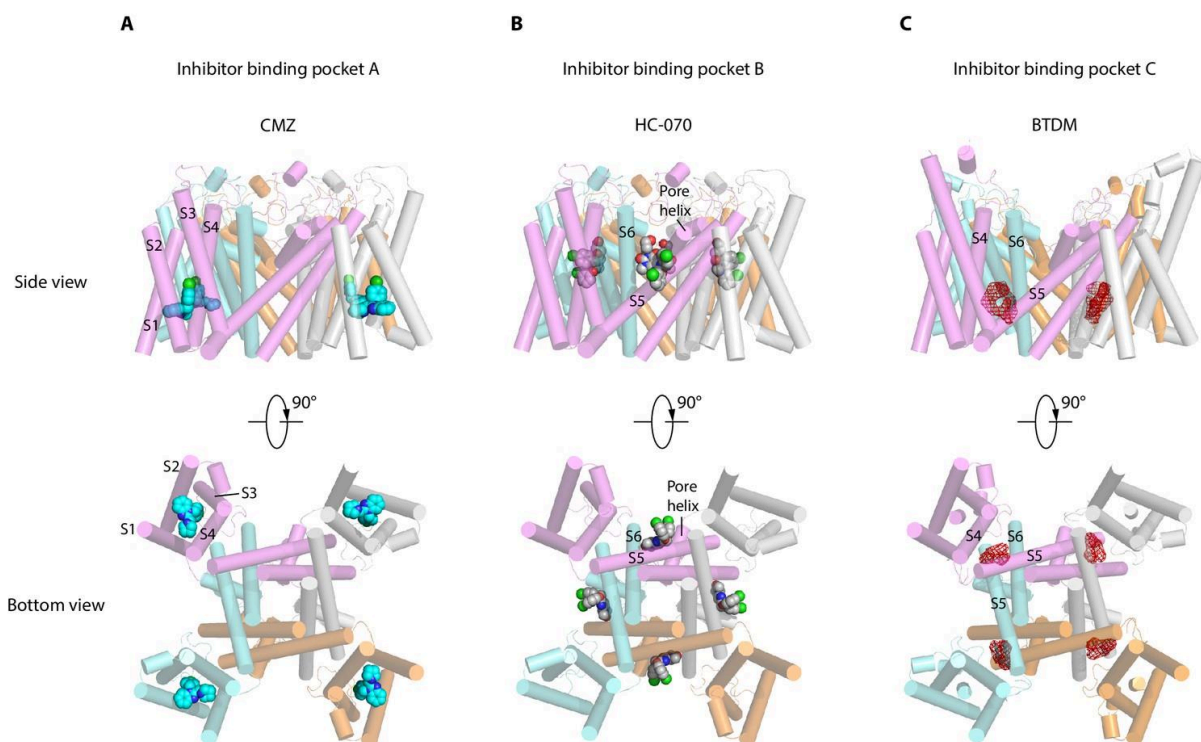 A
B
C
Inhibitor binding pocket A
Inhibitor binding pocket B
Inhibitor binding pocket C
CMZ
HC-070
BTDM
Side view
S3
S4
S2
S1
Pore
helix
S6
S5
S4
S6
S5
90°
90°
90°
Bottom view
S2
S3
S1
S4
Pore
helix
S6
S5
S4
S6
S5
S5